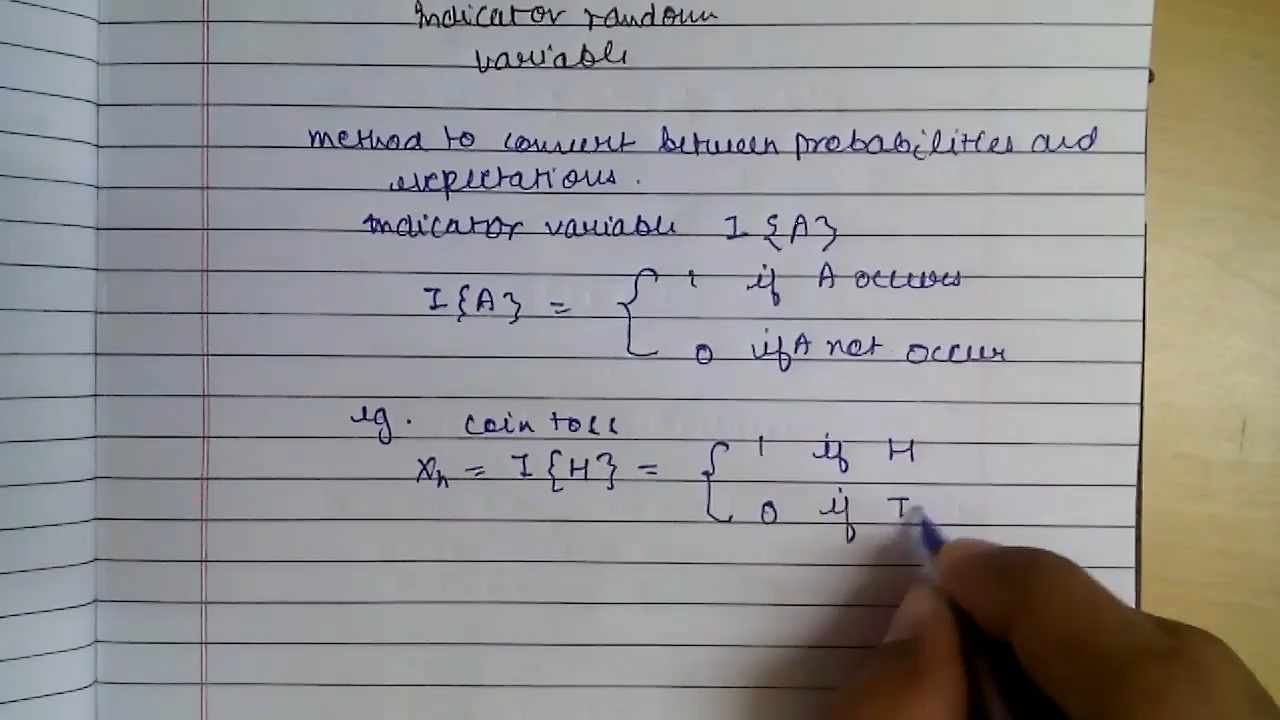 Indicator random
variable
method to convert between probabilities and
expectations.
Indicator variable I {A}
I{A} = { 1 if A occurs
0 if A not occur
eg. coin toss
Xh = I {H} = { 1 if H
0 if T